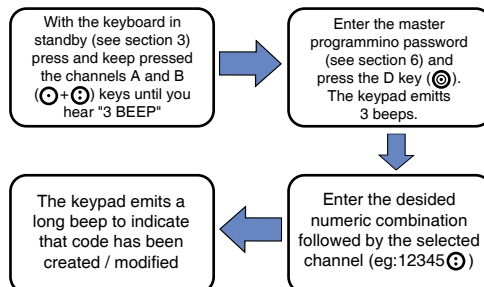 With the keyboard in
standby (see section 3)
press and keep pressed
the channels A and B
(⊙+⊙) keys until you
hear "3 BEEP"
Enter the master
programmino password
(see section 6) and
press the D key (◎).
The keypad emitts
3 beeps.
Enter the desided
numeric combination
followed by the selected
channel (eg:12345⊙)
The keypad emits a
long beep to indicate
that code has been
created / modified